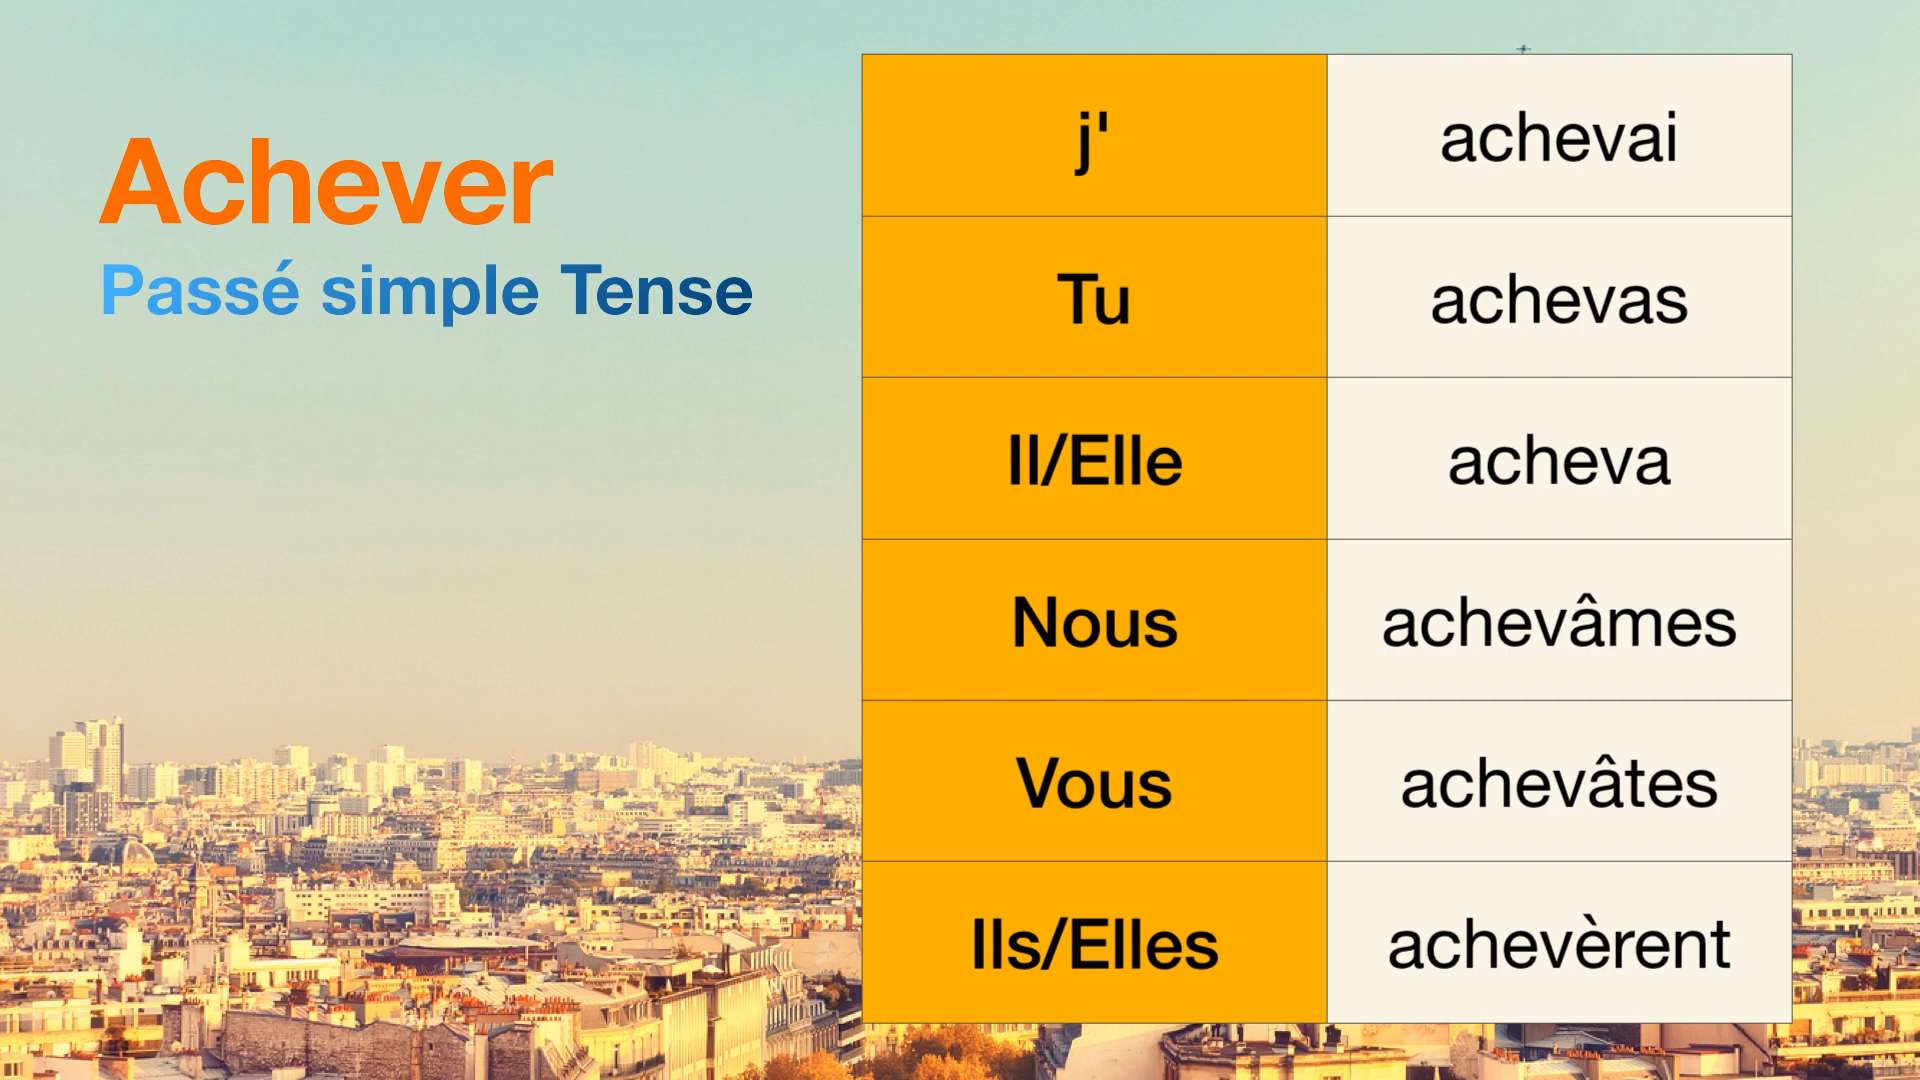 Achever
Passé simple Tense
j' achevai
Tu achevas
Il/Elle acheva
Nous achevâmes
Vous achevâtes
Ils/Elles achevèrent